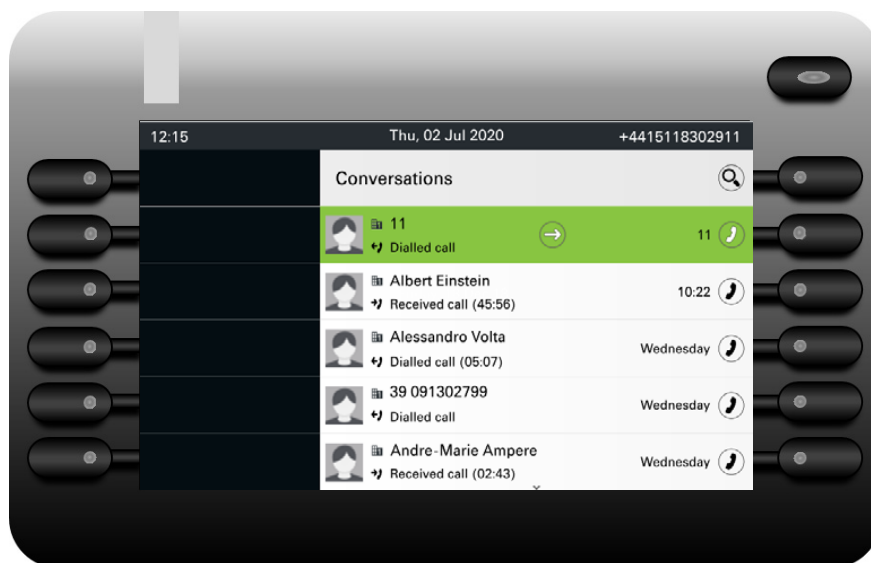 12:15 Thu, 02 Jul 2020 +4415118302911
Conversations
11
Dialled call
11
Albert Einstein
Received call (45:56)
10:22
Alessandro Volta
Dialled call (05:07)
Wednesday
39 091302799
Dialled call
Wednesday
Andre-Marie Ampere
Received call (02:43)
Wednesday